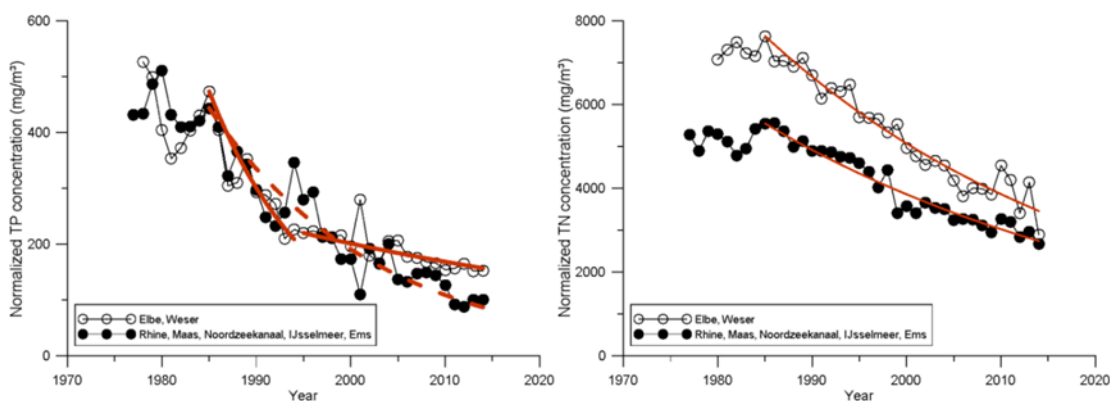 600
400
200
0
Normalized TP concentration (mg/m³)
Elbe, Weser
Rhine, Maas, Noordzeekanaal, IJsselmeer, Ems
1970 1980 1990 2000 2010 2020
Year
8000
6000
4000
2000
0
Normalized TN concentration (mg/m³)
Elbe, Weser
Rhine, Maas, Noordzeekanaal, IJsselmeer, Ems
1970 1980 1990 2000 2010 2020
Year